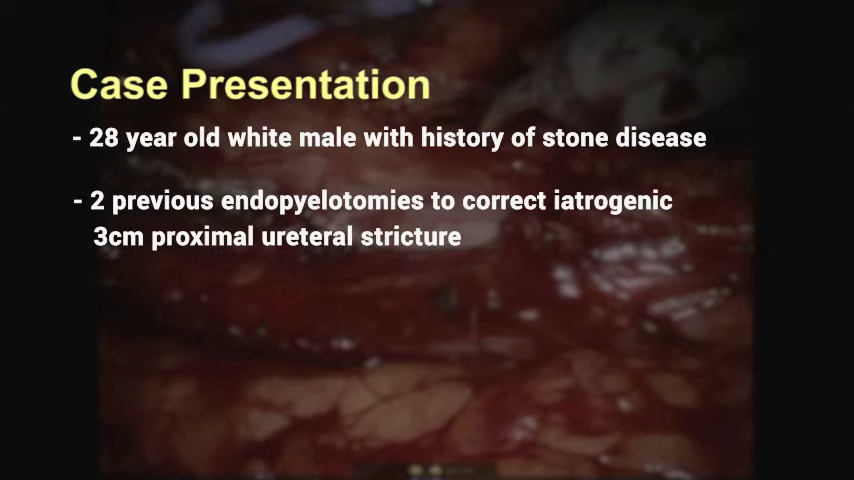 Case Presentation
- 28 year old white male with history of stone disease
- 2 previous endopyelotomies to correct iatrogenic
3cm proximal ureteral stricture